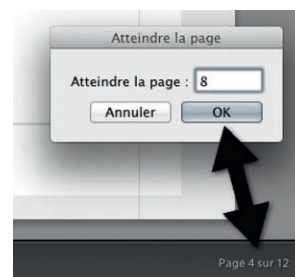 Atteindre la page
Atteindre la page : 8
Annuler OK
Page 4 sur 12